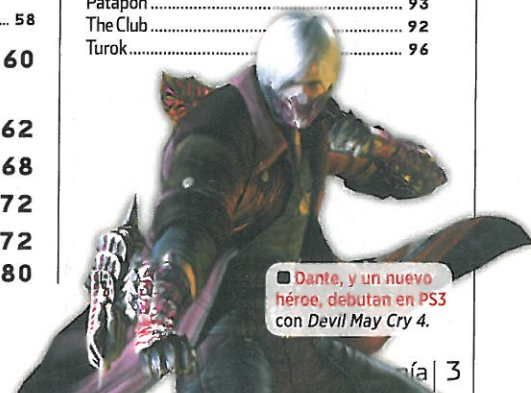 58
60
62
68
72
72
80
Patapon 93
The Club 92
Turok 96
Dante, y un nuevo
héroe, debutan en PS3
con Devil May Cry 4.
ía| 3